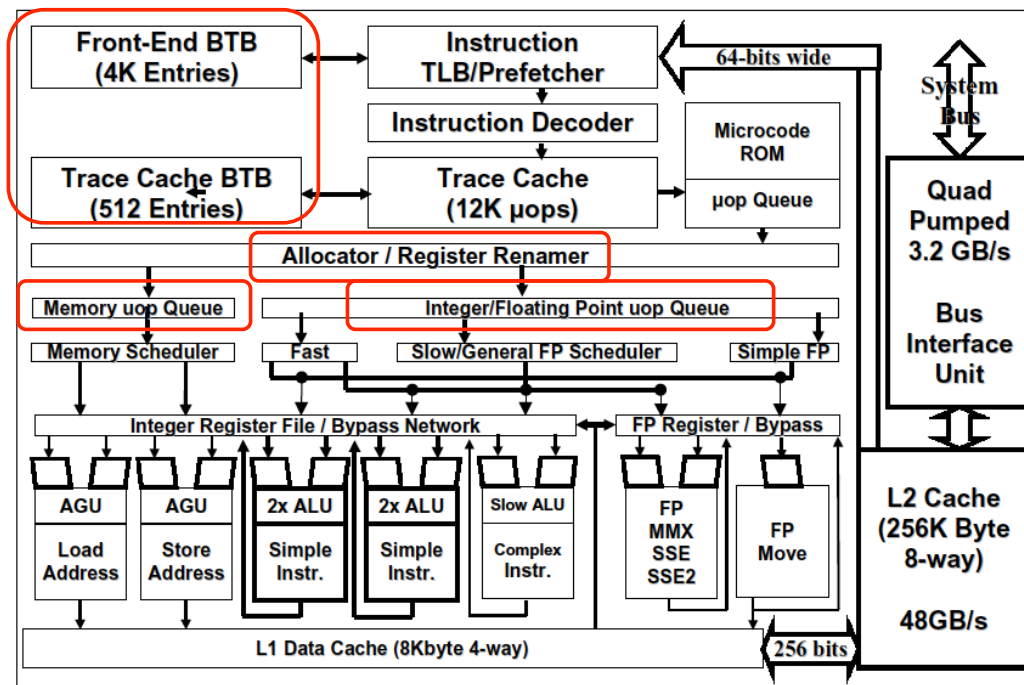 Front-End BTB
(4K Entries)
Instruction
TLB/Prefetcher
64-bits wide
System
Bus
Instruction Decoder
Microcode
ROM
Trace Cache BTB
(512 Entries)
Trace Cache
(12K µops)
µop Queue
Quad
Pumped
3.2 GB/s
Bus
Interface
Unit
Allocator / Register Renamer
Memory uop Queue
Integer/Floating Point uop Queue
Memory Scheduler
Fast
Slow/General FP Scheduler
Simple FP
Integer Register File / Bypass Network
FP Register / Bypass
AGU
Load
Address
AGU
Store
Address
2x ALU
Simple
Instr.
2x ALU
Simple
Instr.
Slow ALU
Complex
Instr.
FP
MMX
SSE
SSE2
FP
Move
L2 Cache
(256K Byte
8-way)
48GB/s
L1 Data Cache (8Kbyte 4-way)
256 bits